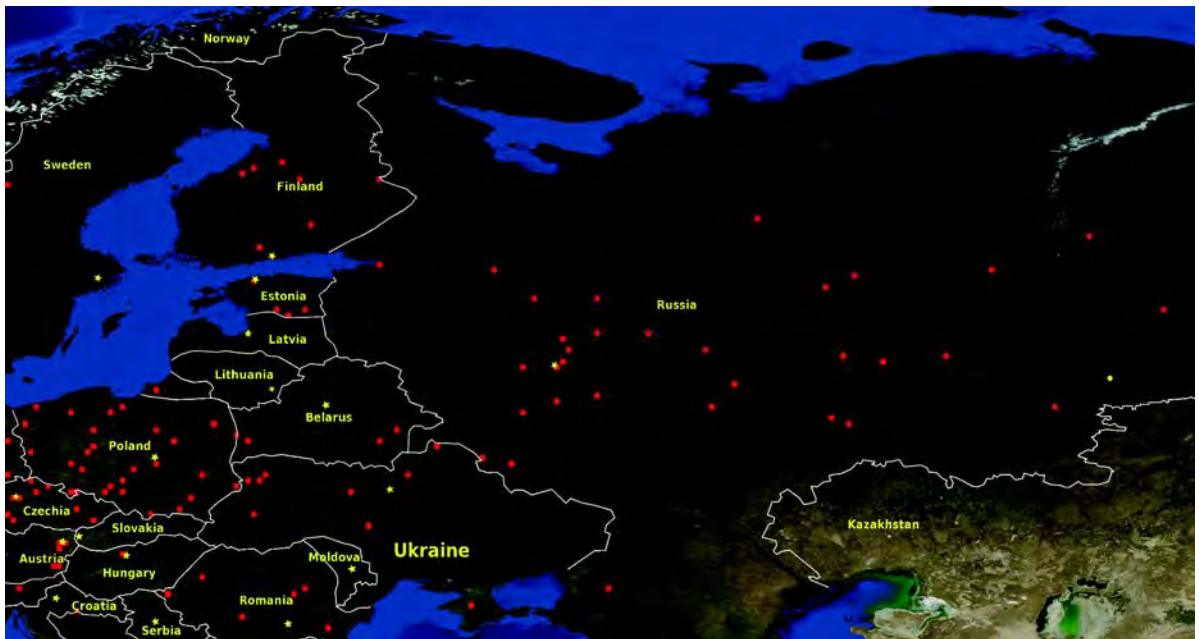 Norway
Sweden
Finland
Estonia
Russia
Latvia
Lithuania
Belarus
Poland
Czechia
Slovakia
Kazakhstan
Austria
Ukraine
Moldova
Hungary
Romania
Croatia
Serbia